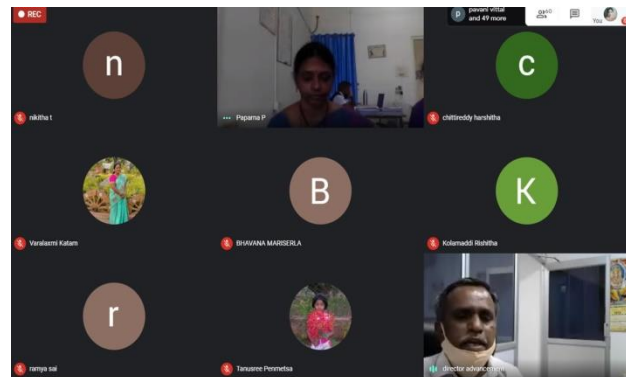 REC
p
pavani vittal
and 49 more
60
You
n
nikitha t
Papama P
c
chittireddy harshitha
Varalaxmi Katam
B
BHAVANA MARISERLA
K
Kolamaddi Rishitha
r
ramya sai
Tanusree Penmetsa
director advancement